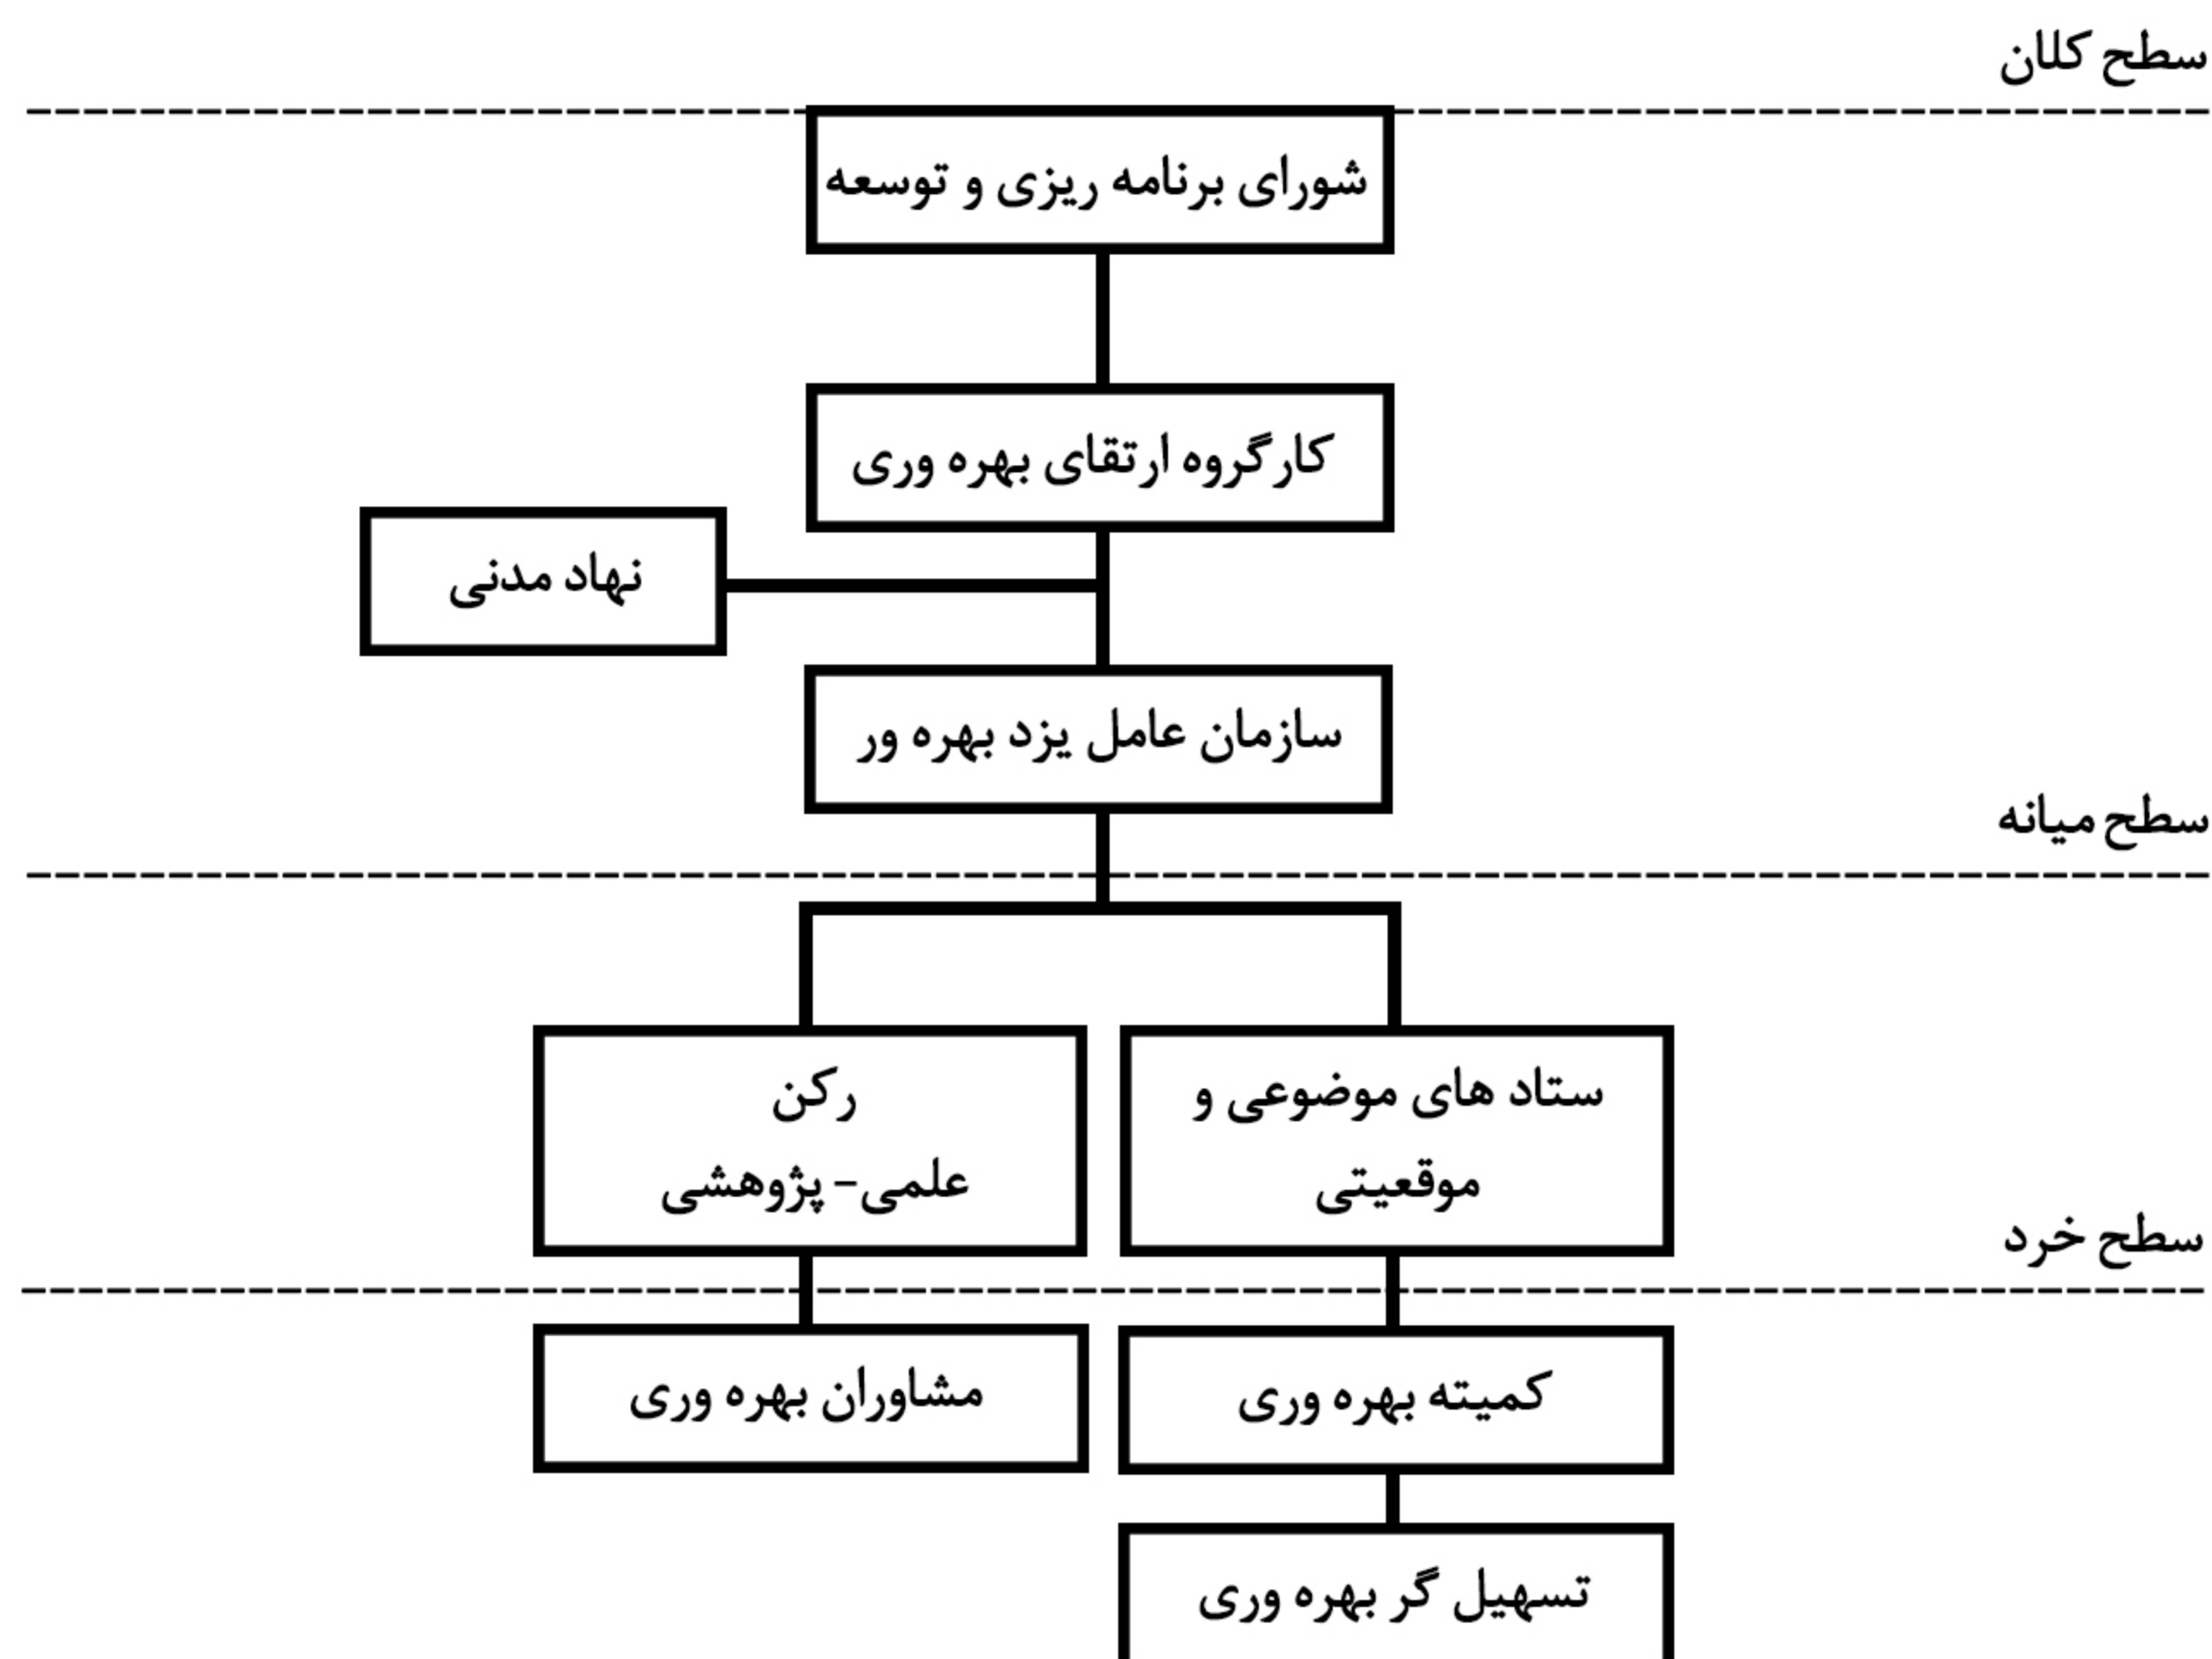 سطح کلان
شورای برنامه ریزی و توسعه
کارگروه ارتقای بهره وری
نهاد مدنی
سازمان عامل یزد بهره ور
سطح میانه
ستاد های موضوعی و
موقعیتی
رکن
علمی- پژوهشی
سطح خرد
کمیته بهره وری
مشاوران بهره وری
تسهیل گر بهره وری